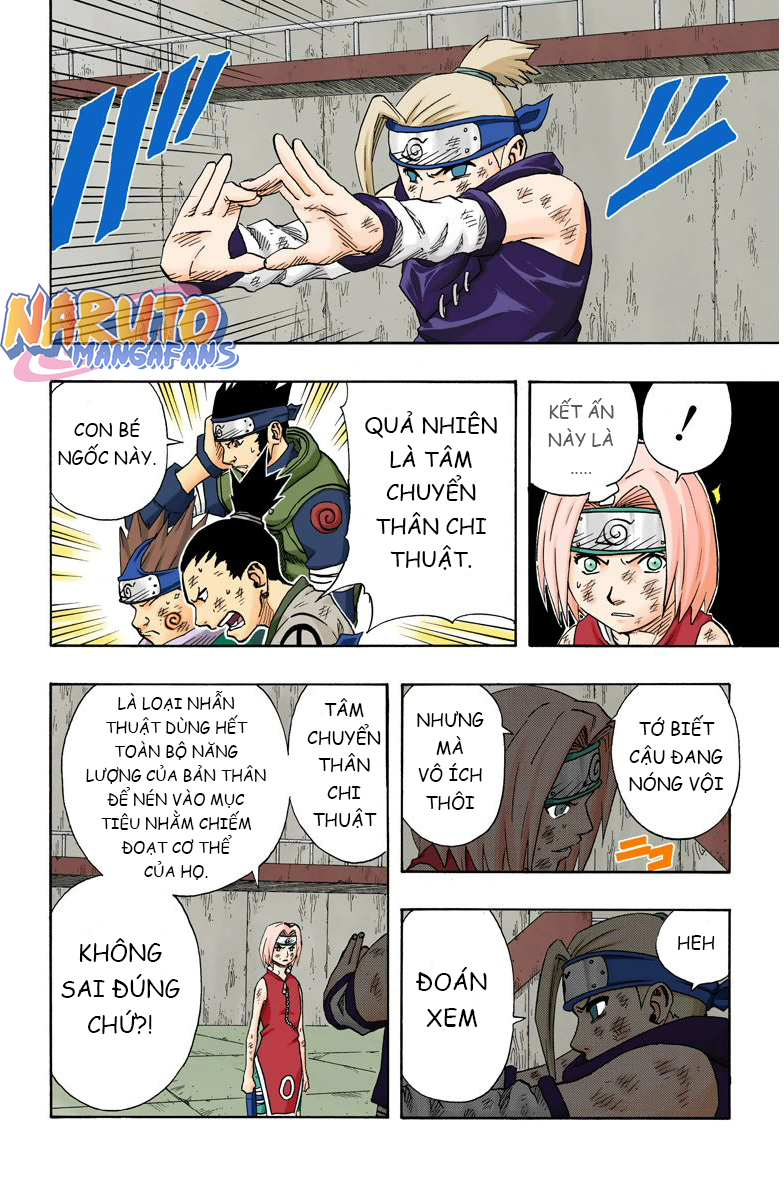 NARUTO
MANGAFANS
!
KẾT ẤN
NÀY LÀ
.....
QUẢ NHIÊN
LÀ TÂM
CHUYỂN
THÂN CHI
THUẬT.
CON BÉ
NGỐC NÀY.
TỚ BIẾT
CẬU ĐANG
NÓNG VỘI
NHƯNG
MÀ
VÔ ÍCH
THÔI
ニコ
TÂM
CHUYỂN
THÂN
CHI
THUẬT
LÀ LOẠI NHẪN
THUẬT DÙNG HẾT
TOÀN BỘ NĂNG
LƯỢNG CỦA BẢN THÂN
ĐỂ NÉN VÀO MỤC
TIÊU NHẰM CHIẾM
ĐOẠT CƠ THỂ
CỦA HỌ.
KHÔNG
SAI ĐÚNG
CHỨ?!
HEH
ĐOÁN
XEM